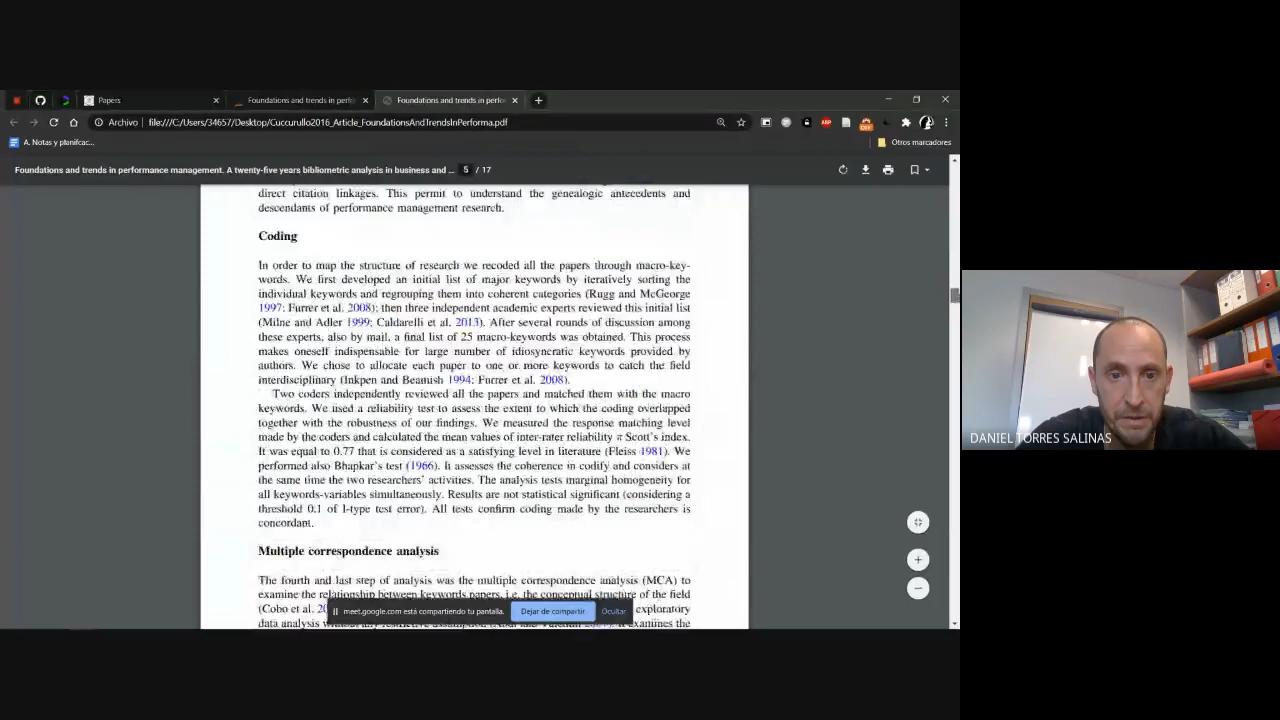 Papers
Foundations and trends in perfo
Foundations and trends in perfo
Archivo
file:///C:/Users/34657/Desktop/Cuccurullo2016_Article_FoundationsAndTrendsInPerforma.pdf
A. Notas y planifcac...
Otros marcadores
Foundations and trends in performance management. A twenty-five years bibliometric analysis in business and ...
5 / 17
direct citation linkages. This permit to understand the genealogic antecedents and
descendants of performance management research.
Coding
In order to map the structure of research we recoded all the papers through macro-key-
words. We first developed an initial list of major keywords by iteratively sorting the
individual keywords and regrouping them into coherent categories (Rugg and McGeorge
1997; Furrer et al. 2008); then three independent academic experts reviewed this initial list
(Milne and Adler 1999; Caldarelli et al. 2013). After several rounds of discussion among
these experts, also by mail, a final list of 25 macro-keywords was obtained. This process
makes oneself indispensable for large number of idiosyncratic keywords provided by
authors. We chose to allocate each paper to one or more keywords to catch the field
interdisciplinary (Inkpen and Beamish 1994; Furrer et al. 2008).
Two coders independently reviewed all the papers and matched them with the macro
keywords. We used a reliability test to assess the extent to which the coding overlapped
together with the robustness of our findings. We measured the response matching level
made by the coders and calculated the mean values of inter-rater reliability π Scott's index.
It was equal to 0.77 that is considered as a satisfying level in literature (Fleiss 1981). We
performed also Bhapkar's test (1966). It assesses the coherence in codify and considers at
the same time the two researchers' activities. The analysis tests marginal homogeneity for
all keywords-variables simultaneously. Results are not statistical significant (considering a
threshold 0.1 of I-type test error). All tests confirm coding made by the researchers is
concordant.
Multiple correspondence analysis
The fourth and last step of analysis was the multiple correspondence analysis (MCA) to
examine the relationship between keywords papers, i.e. the conceptual structure of the field
(Cobo et al. 20
exploratory
data analysis
examines the
meet.google.com está compartiendo tu pantalla.
Dejar de compartir
Ocultar
DANIEL TORRES SALINAS